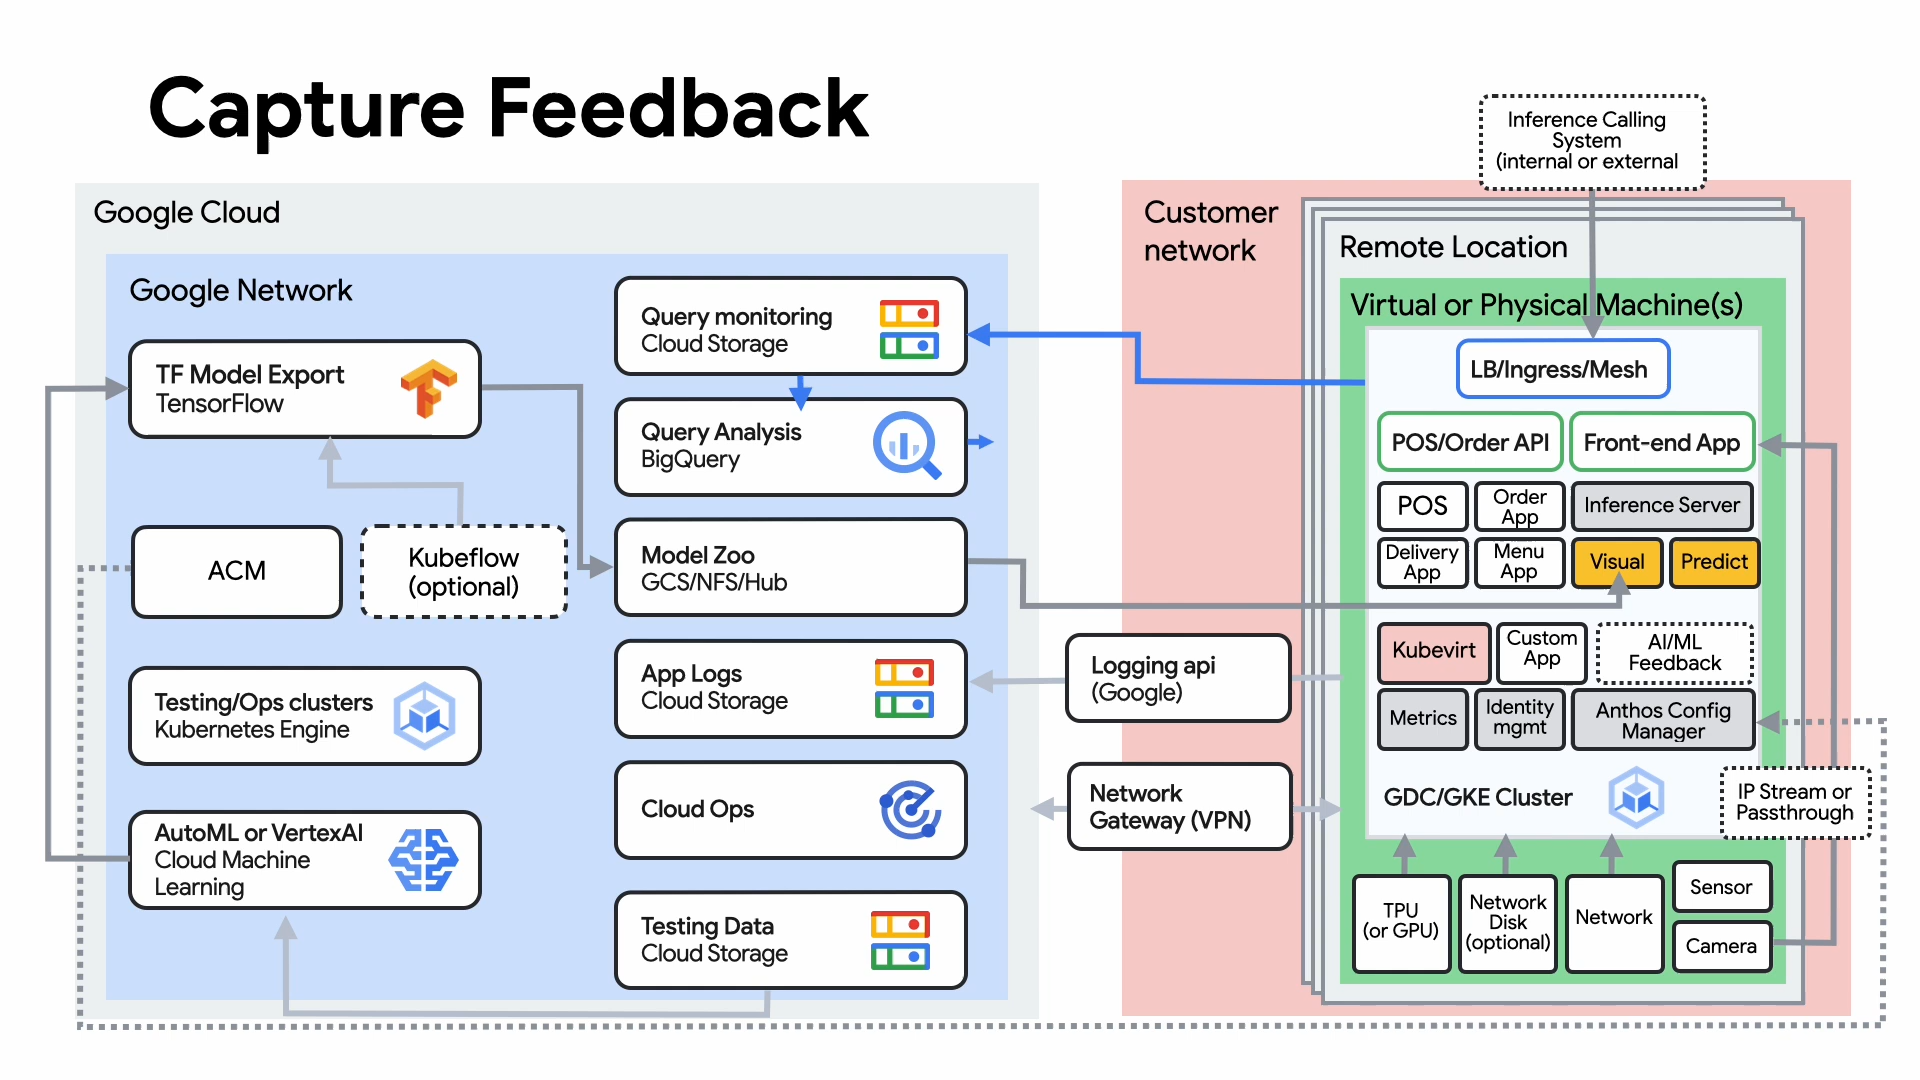 Capture Feedback
Google Cloud
Google Network
TF Model Export
TensorFlow
ACM
Kubeflow
(optional)
Testing/Ops clusters
Kubernetes Engine
AutoML or VertexAI
Cloud Machine
Learning
Query monitoring
Cloud Storage
Query Analysis
BigQuery
Model Zoo
GCS/NFS/Hub
App Logs
Cloud Storage
Cloud Ops
Testing Data
Cloud Storage
Customer
network
Logging api
(Google)
Network
Gateway (VPN)
Inference Calling
System
(internal or external
Remote Location
Virtual or Physical Machine(s)
LB/Ingress/Mesh
POS/Order API
Front-end App
POS
Order
App
Inference Server
Delivery
App
Menu
App
Visual
Predict
Kubevirt
Custom
App
AI/ML
Feedback
Metrics
Identity
mgmt
Anthos Config
Manager
GDC/GKE Cluster
IP Stream or
Passthrough
TPU
(or GPU)
Network
Disk
(optional)
Network
Sensor
Camera